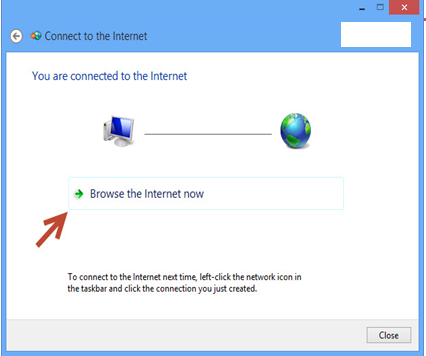 Connect to the Internet
You are connected to the Internet
Browse the Internet now
To connect to the Internet next time, left-click the network icon in
the taskbar and click the connection you just created.
Close